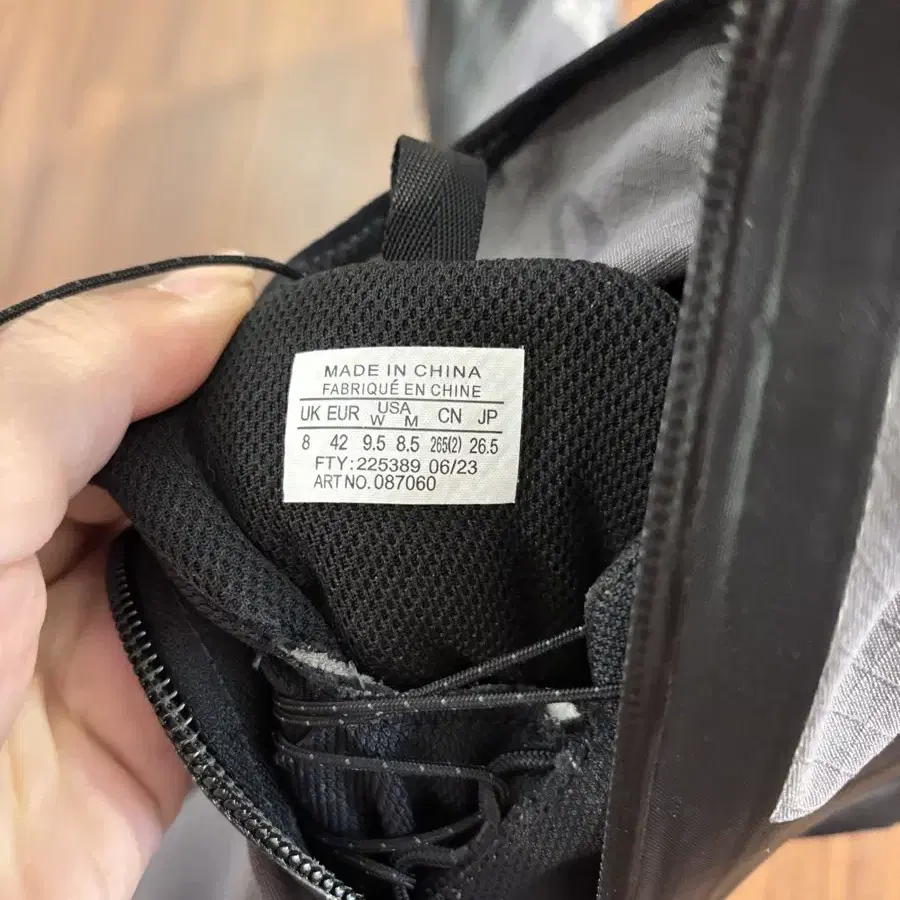 MADE IN CHINA
FABRIQUÉ EN CHINE
UK EUR USA W M CN JP
8 42 9.5 8.5 265(2) 26.5
FTY: 225389 06/23
ART NO. 087060